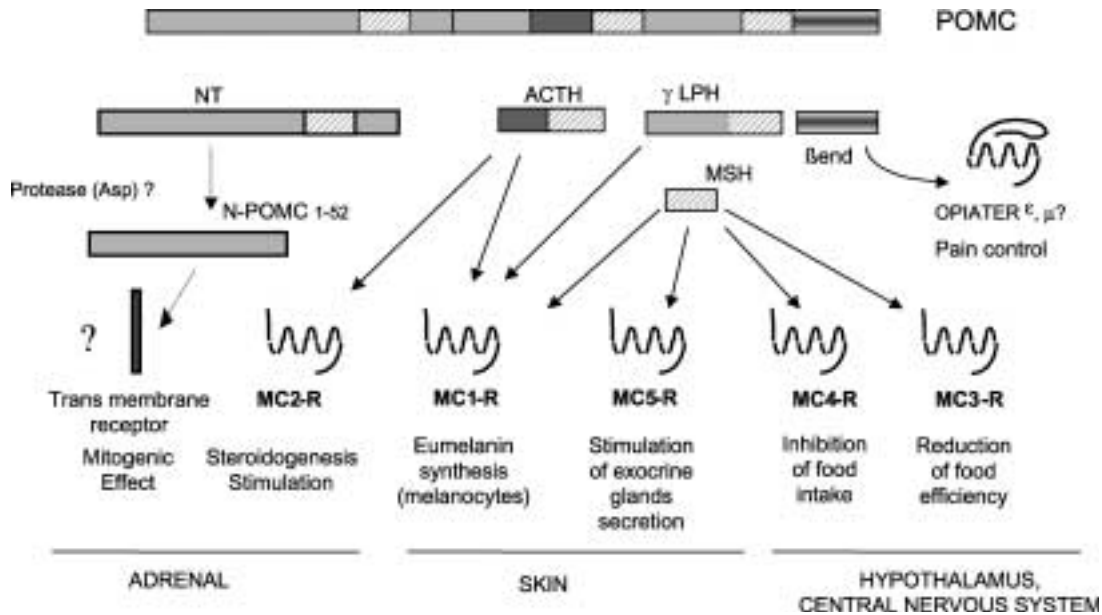 POMC
NT
ACTH
γ LPH
ßend
MSH
Protease (Asp) ?
N-POMC 1-52
OPIATER ε, μ?
Pain control
?
Trans membrane
receptor
Mitogenic
Effect
MC2-R
Steroidogenesis
Stimulation
MC1-R
Eumelanin
synthesis
(melanocytes)
MC5-R
Stimulation
of exocrine
glands
secretion
MC4-R
Inhibition
of food
intake
MC3-R
Reduction
of food
efficiency
ADRENAL
SKIN
HYPOTHALAMUS,
CENTRAL NERVOUS SYSTEM